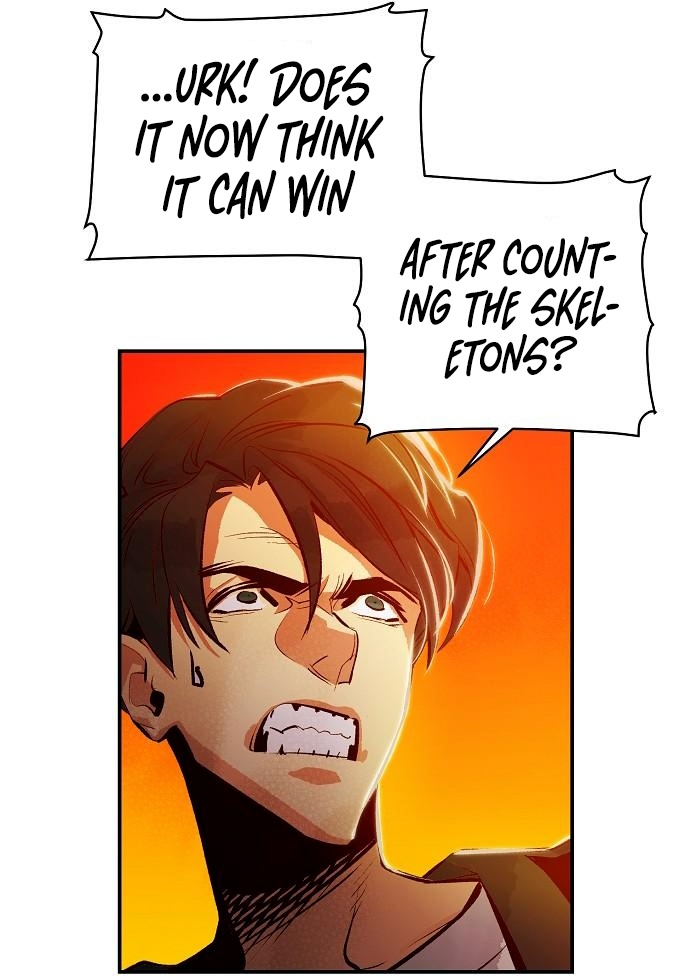 ...URK! DOES
IT NOW THINK
IT CAN WIN
AFTER COUNT-
ING THE SKEL-
ETONS?